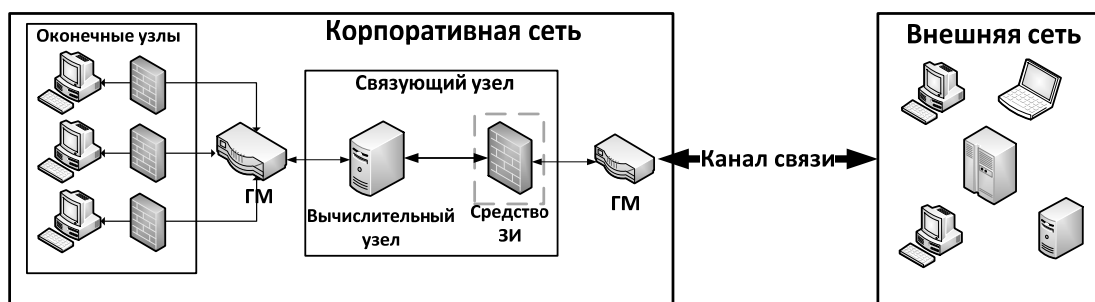 Корпоративная сеть
Оконечные узлы
Связующий узел
ГМ
Вычислительный
узел
Средство
ЗИ
ГМ
Канал связи
Внешняя сеть